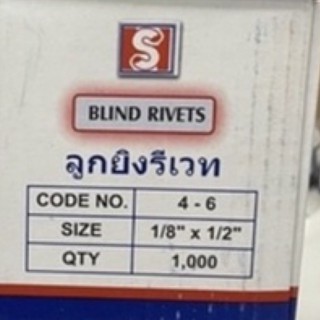 S
BLIND RIVETS
ลูกยิงรีเวท
CODE NO. 4 - 6
SIZE 1/8" x 1/2"
QTY 1,000